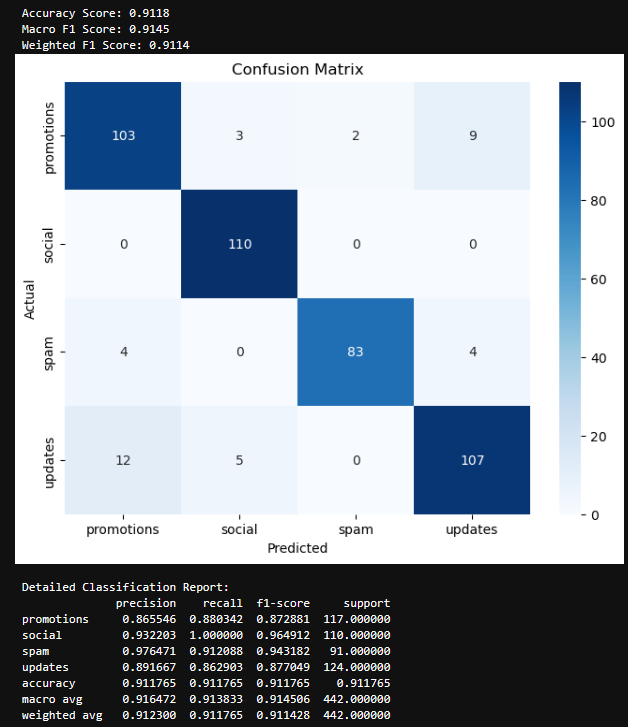 Accuracy Score: 0.9118
Macro F1 Score: 0.9145
Weighted F1 Score: 0.9114
Confusion Matrix
promotions 103 3 2 9
social 0 110 0 0
spam 4 0 83 4
updates 12 5 0 107
Actual
promotions social spam updates
Predicted
100
80
60
40
20
0
Detailed Classification Report:
precision recall f1-score support
promotions 0.865546 0.880342 0.872881 117.000000
social 0.932203 1.000000 0.964912 110.000000
spam 0.976471 0.912088 0.943182 91.000000
updates 0.891667 0.862903 0.877049 124.000000
accuracy 0.911765 0.911765 0.911765 0.911765
macro avg 0.916472 0.913833 0.914506 442.000000
weighted avg 0.912300 0.911765 0.911428 442.000000